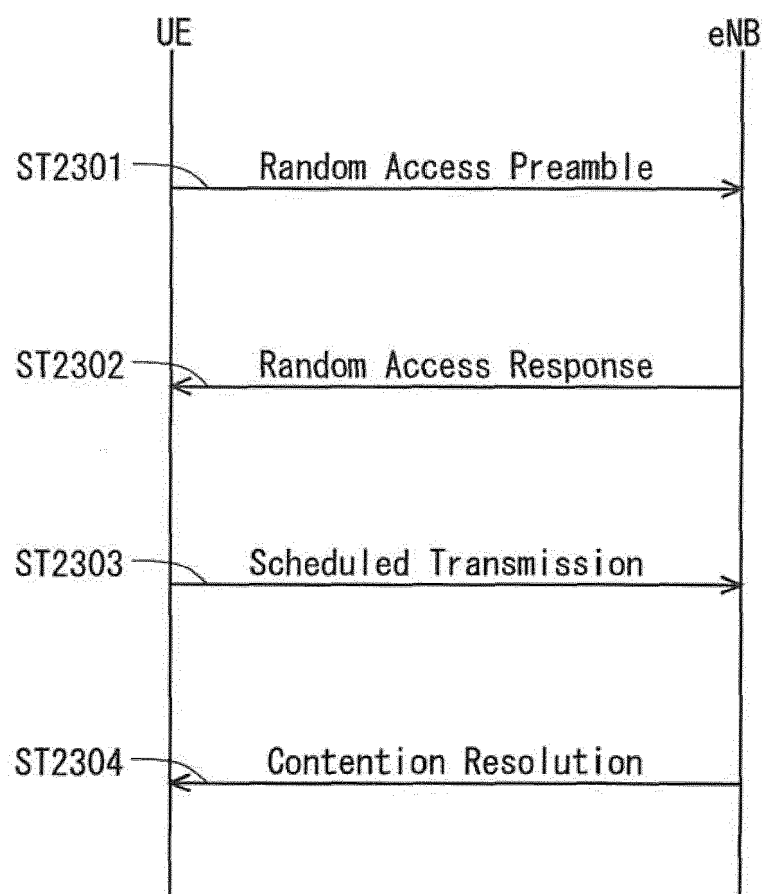 UE
eNB
ST2301
Random Access Preamble
ST2302
Random Access Response
ST2303
Scheduled Transmission
ST2304
Contention Resolution